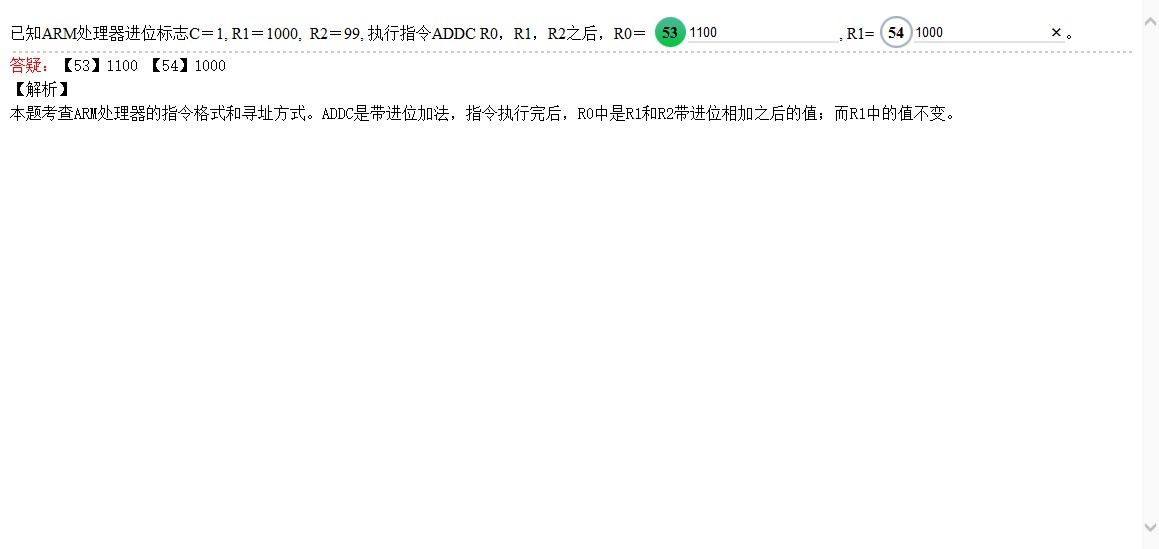 已知ARM处理器进位标志C＝1, R1＝1000, R2＝99, 执行指令ADDC R0，R1，R2之后，R0＝ 53 1100 , R1= 54 1000 ×。
答疑：【53】1100 【54】1000
【解析】
本题考查ARM处理器的指令格式和寻址方式。ADDC是带进位加法，指令执行完后，R0中是R1和R2带进位相加之后的值；而R1中的值不变。